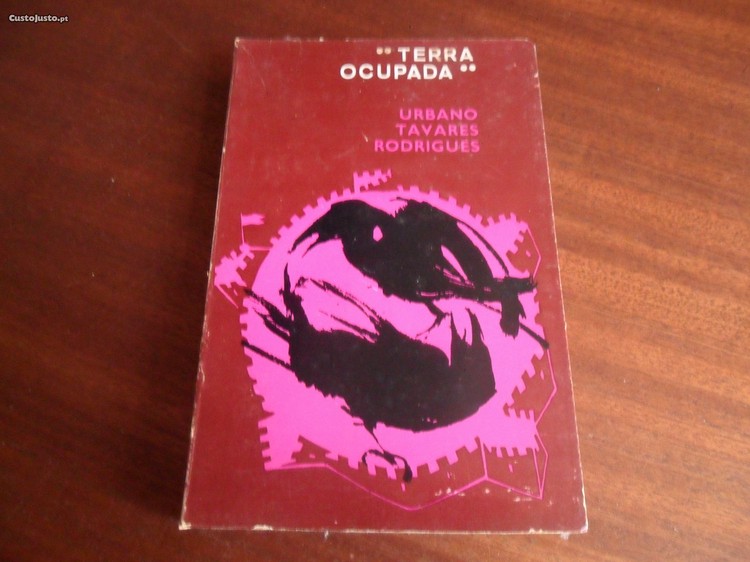 CustoJusto.pt
"TERRA
OCUPADA"
URBANO
TAVARES
RODRIGUES